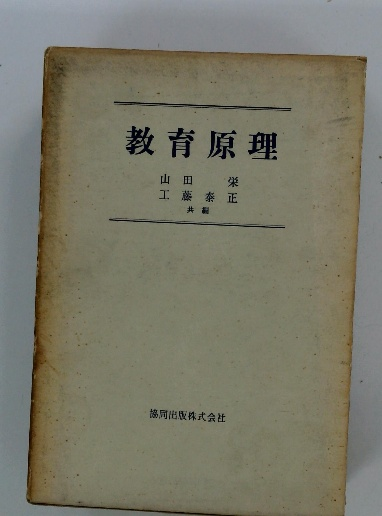 教育原理
山田 栄
工藤泰正
共編
協同出版株式会社